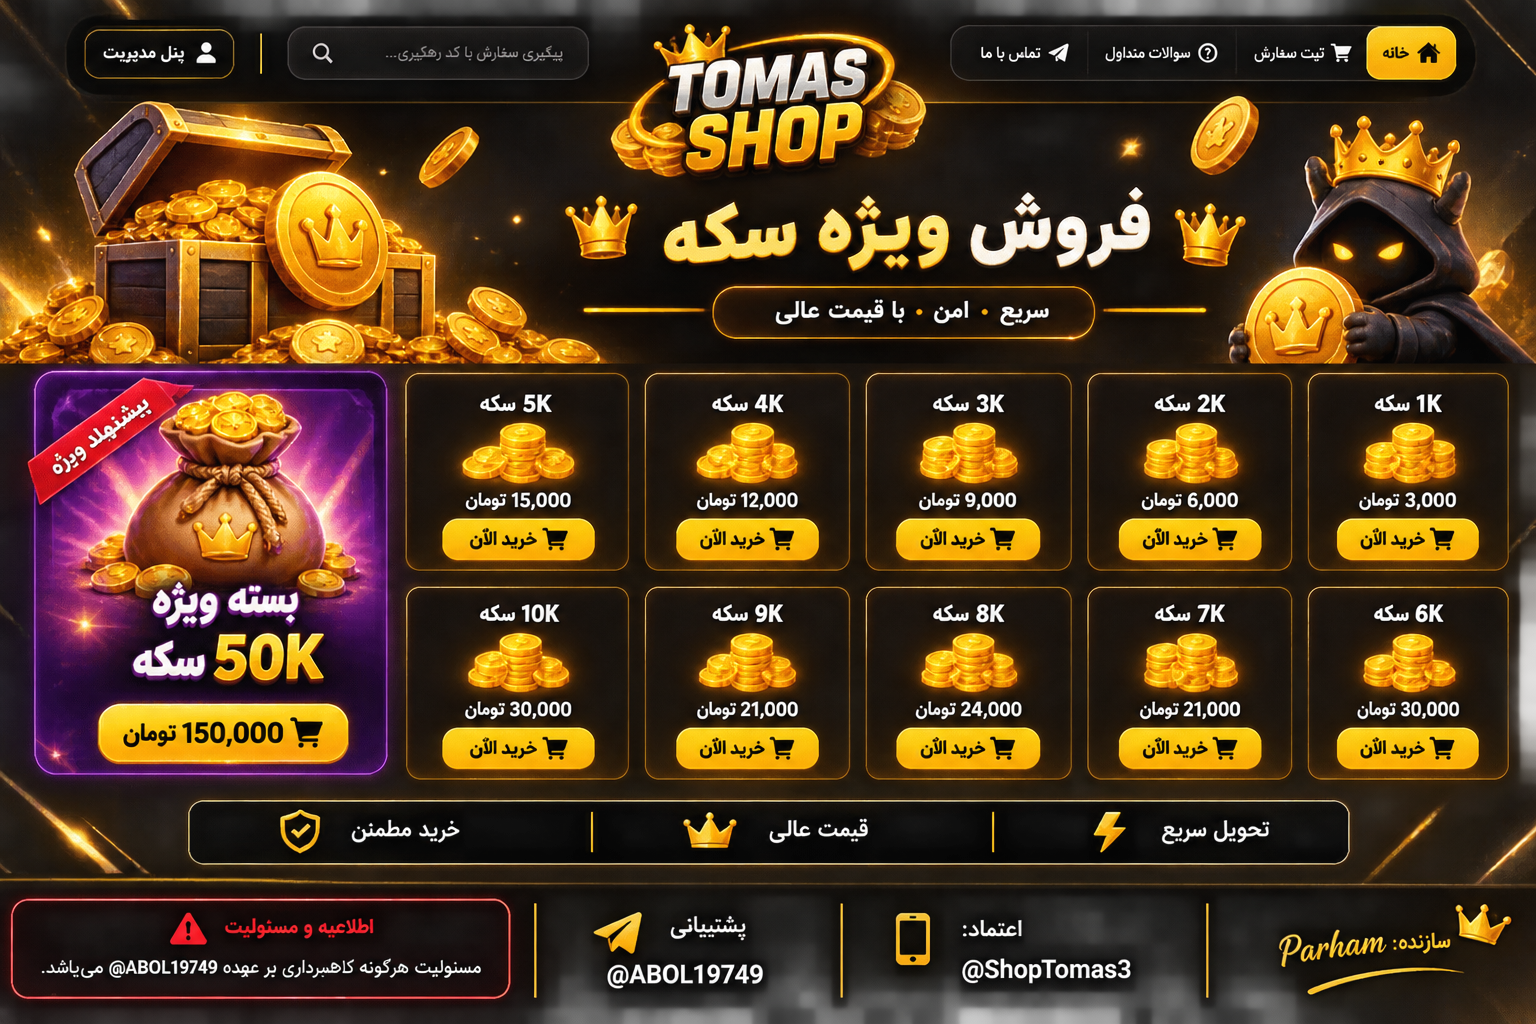 خانه
ثبت سفارش
سوالات متداول
تماس با ما
پیگیری سفارش با کد رهگیری...
پنل مدیریت
TOMAS
SHOP
فروش ویژه سکه
سریع • امن • با قیمت عالی
پیشنهاد ویژه
بسته ویژه
50K سکه
150,000 تومان
1K سکه
3,000 تومان
خرید الآن
2K سکه
6,000 تومان
خرید الآن
3K سکه
9,000 تومان
خرید الآن
4K سکه
12,000 تومان
خرید الآن
5K سکه
15,000 تومان
خرید الآن
6K سکه
30,000 تومان
خرید الآن
7K سکه
21,000 تومان
خرید الآن
8K سکه
24,000 تومان
خرید الآن
9K سکه
21,000 تومان
خرید الآن
10K سکه
30,000 تومان
خرید الآن
تحویل سریع
قیمت عالی
خرید مطمئن
سازنده: Parham
اعتماد:
@ShopTomas3
پشتیبانی
@ABOL19749
اطلاعیه و مسئولیت
مسئولیت هرگونه کلاهبرداری بر عهده @ABOL19749 می‌باشد.